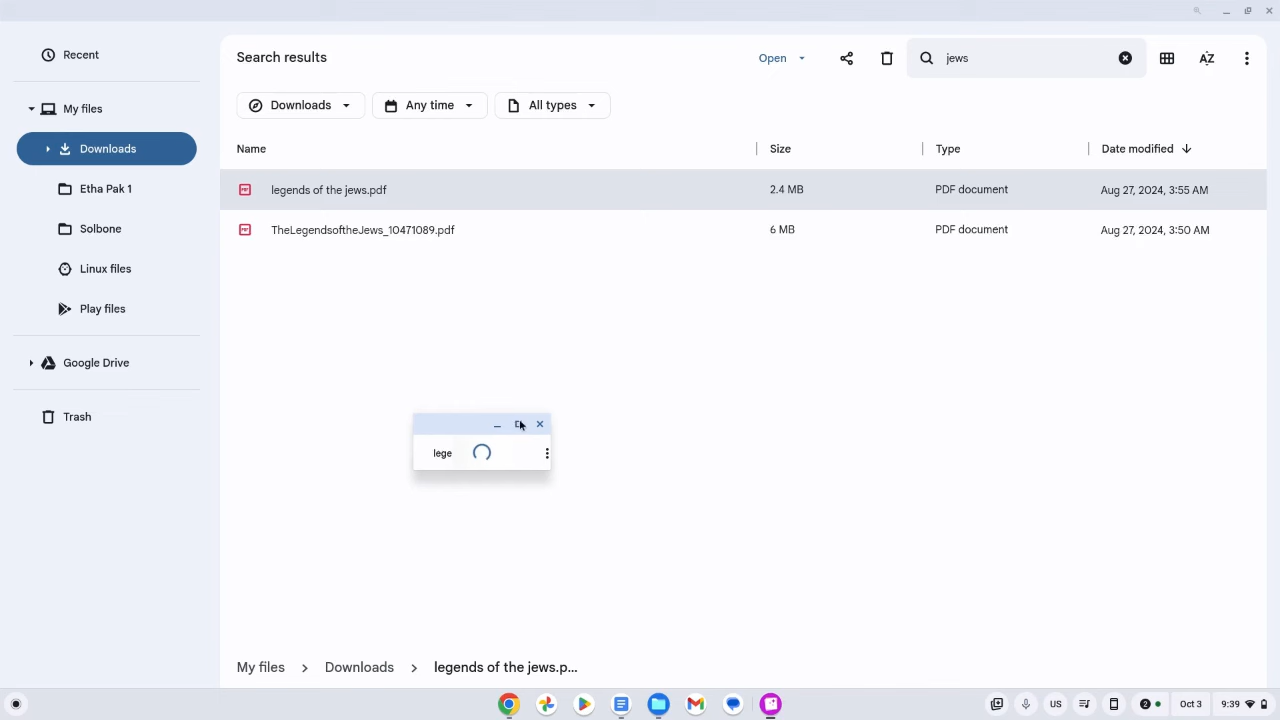 Recent
My files
Downloads
Etha Pak 1
Solbone
Linux files
Play files
Google Drive
Trash
Search results
Open
jews
AZ
Downloads
Any time
All types
Name
Size
Type
Date modified
legends of the jews.pdf
2.4 MB
PDF document
Aug 27, 2024, 3:55 AM
TheLegendsoftheJews_10471089.pdf
6 MB
PDF document
Aug 27, 2024, 3:50 AM
lege
My files > Downloads > legends of the jews.p...
US
2
Oct 3
9:39